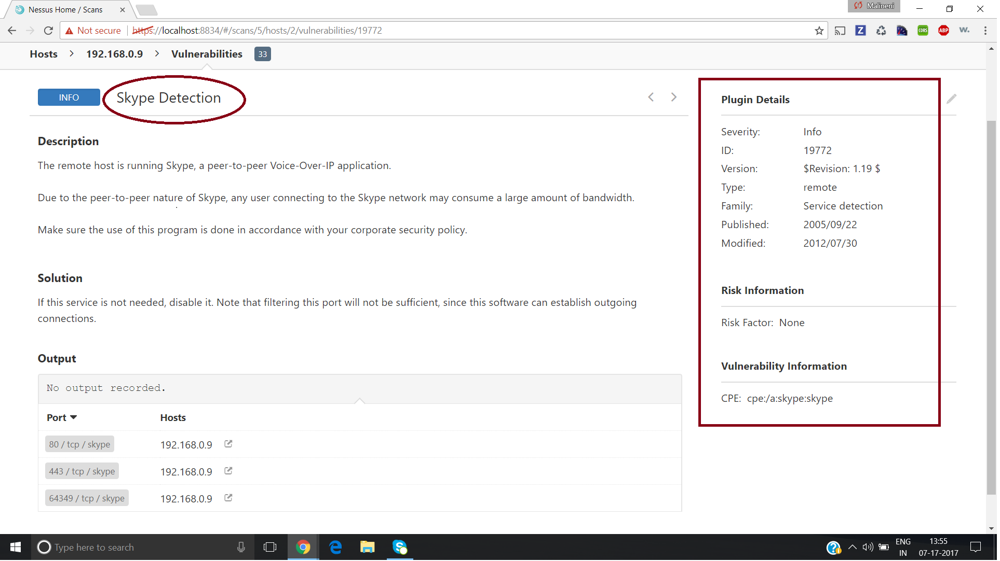 Nessus Home / Scans
Malineni
Not secure
https://localhost:8834/#/scans/5/hosts/2/vulnerabilities/19772
Z
CORS
ABP
w.
Hosts > 192.168.0.9 > Vulnerabilities 33
INFO
Skype Detection
Description
The remote host is running Skype, a peer-to-peer Voice-Over-IP application.
Due to the peer-to-peer nature of Skype, any user connecting to the Skype network may consume a large amount of bandwidth.
Make sure the use of this program is done in accordance with your corporate security policy.
Solution
If this service is not needed, disable it. Note that filtering this port will not be sufficient, since this software can establish outgoing
connections.
Output
No output recorded.
Port Hosts
80 / tcp / skype 192.168.0.9
443 / tcp / skype 192.168.0.9
64349 / tcp / skype 192.168.0.9
Plugin Details
Severity: Info
ID: 19772
Version: $Revision: 1.19 $
Type: remote
Family: Service detection
Published: 2005/09/22
Modified: 2012/07/30
Risk Information
Risk Factor: None
Vulnerability Information
CPE: cpe:/a:skype:skype
Type here to search
ENG
IN
13:55
07-17-2017